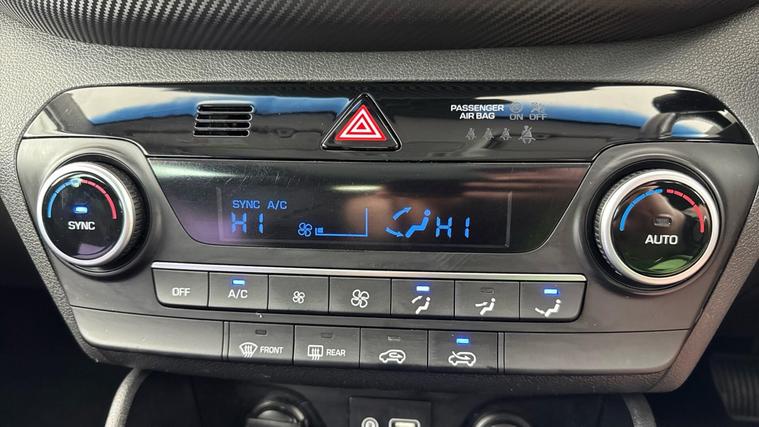 PASSENGER
AIR BAG ON OFF
SYNC A/C
HI HI
SYNC
AUTO
OFF A/C
FRONT REAR